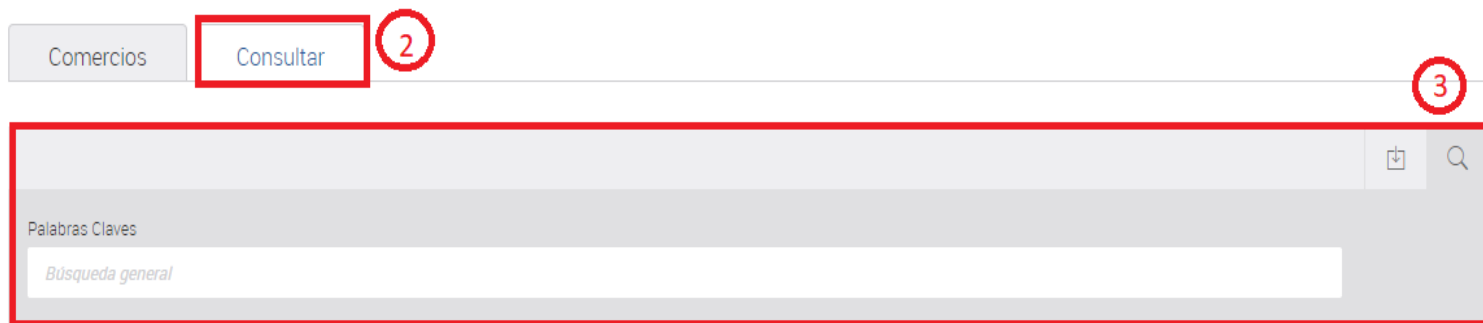 Comercios
Consultar
2
3
Palabras Claves
Búsqueda general